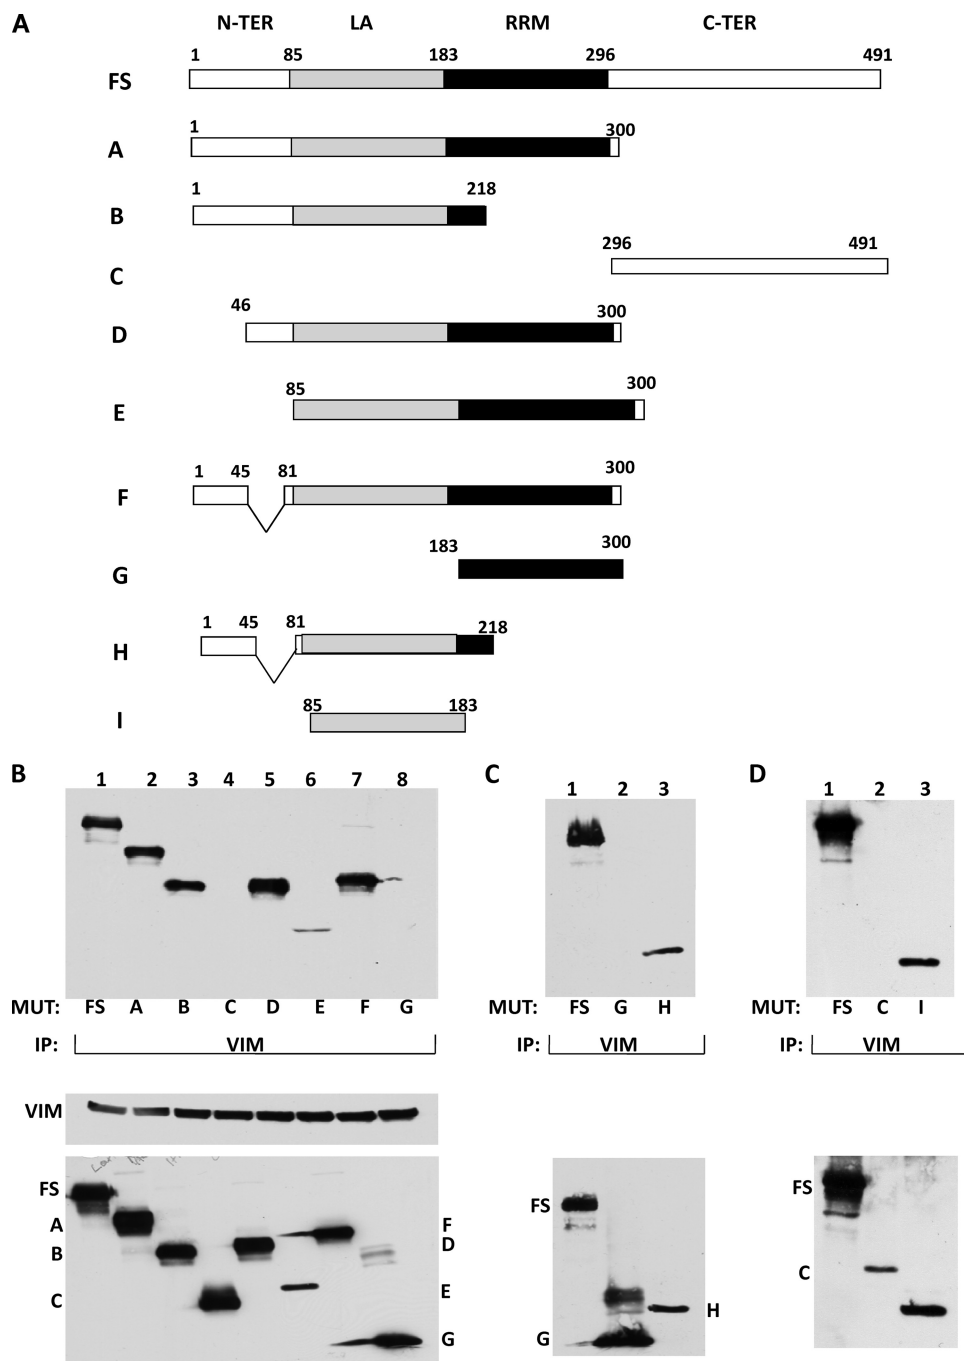 A N-TER LA RRM C-TER
1 85 183 296 491
FS
1 300
A
1 218
B
296 491
C
46 300
D
85 300
E
1 45 81 300
F
183 300
G
1 45 81 218
H
85 183
I
B 1 2 3 4 5 6 7 8
MUT: FS A B C D E F G
IP: VIM
VIM
FS
A
B
C
F
D
E
G
C 1 2 3
MUT: FS G H
IP: VIM
FS
G
H
D 1 2 3
MUT: FS C I
IP: VIM
FS
C